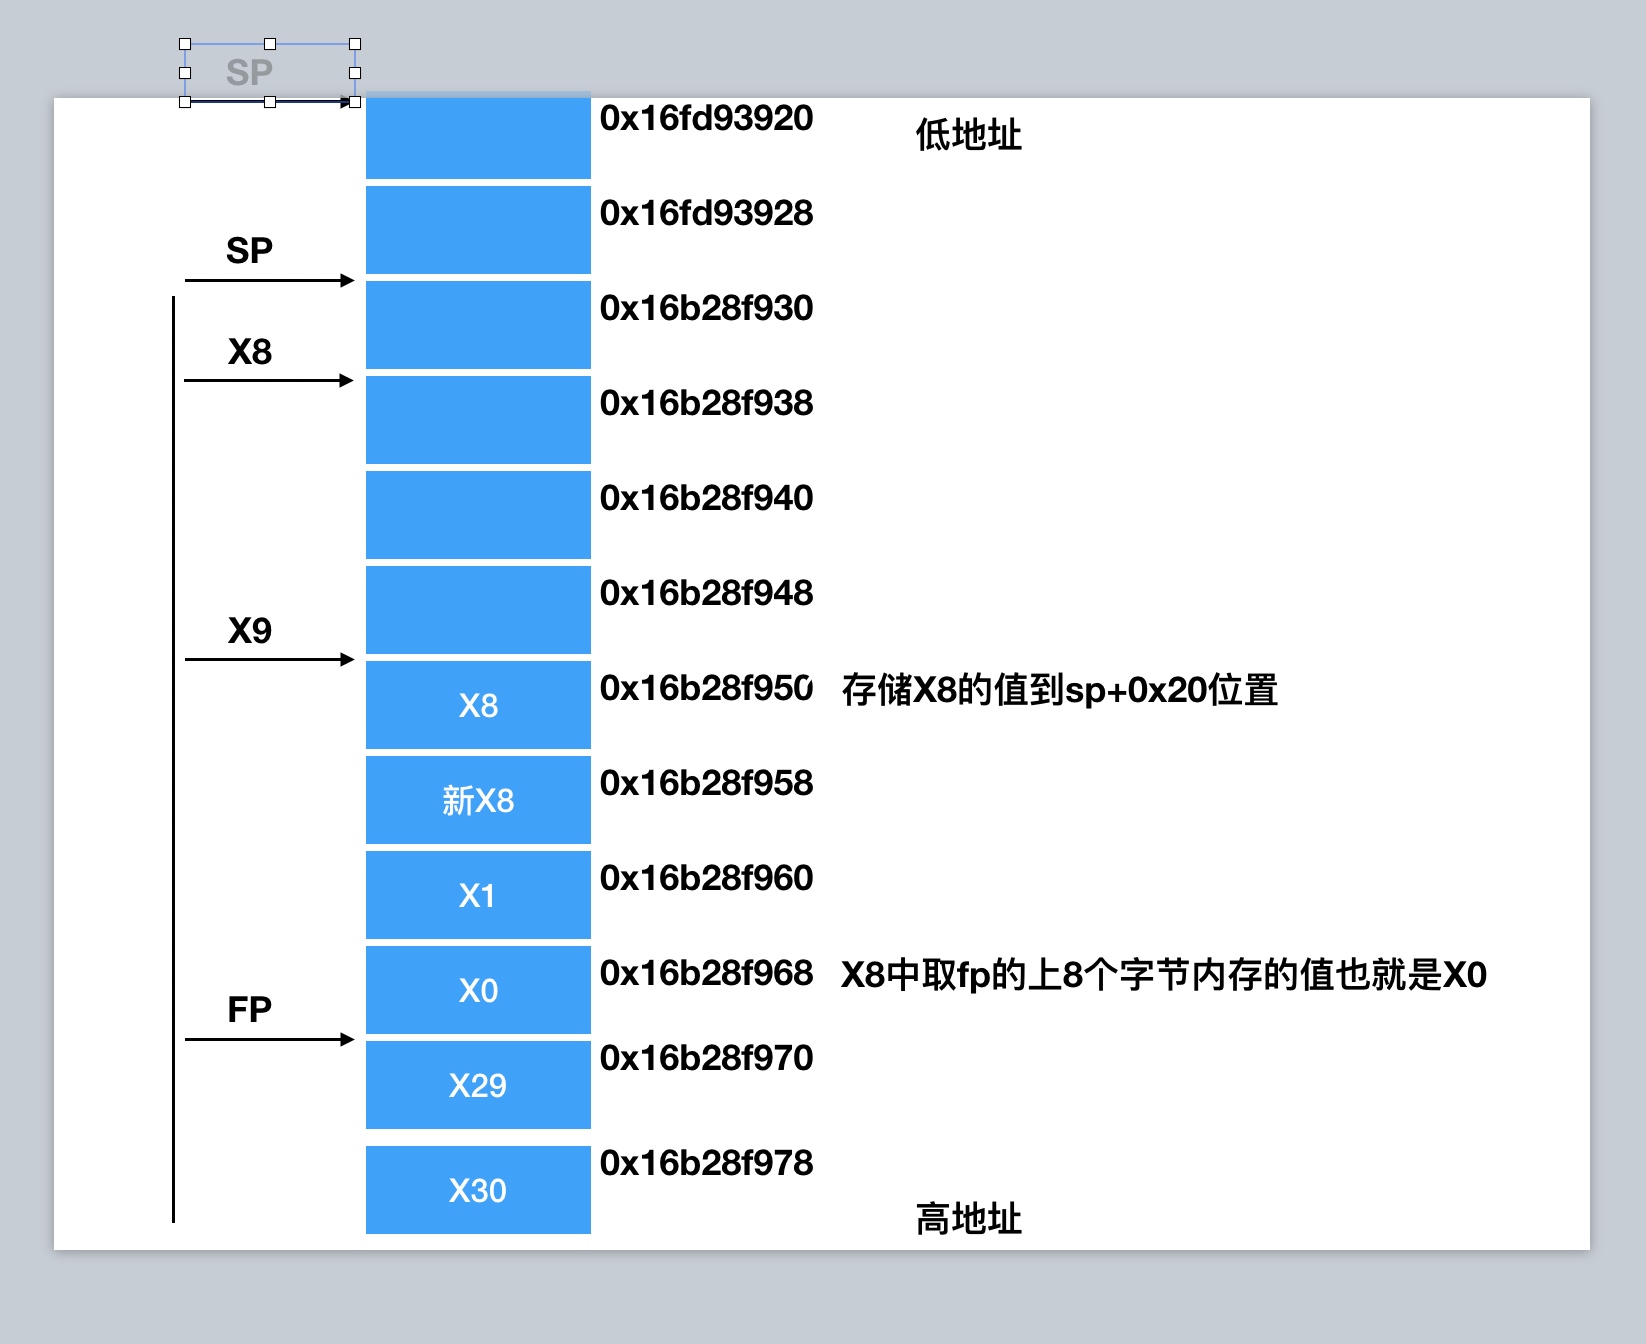 SP
0x16fd93920 低地址
0x16fd93928
SP
0x16b28f930
X8
0x16b28f938
0x16b28f940
0x16b28f948
X9
X8 0x16b28f950 存储X8的值到sp+0x20位置
新X8 0x16b28f958
X1 0x16b28f960
X0 0x16b28f968 X8中取fp的上8个字节内存的值也就是X0
FP
X29 0x16b28f970
X30 0x16b28f978
高地址